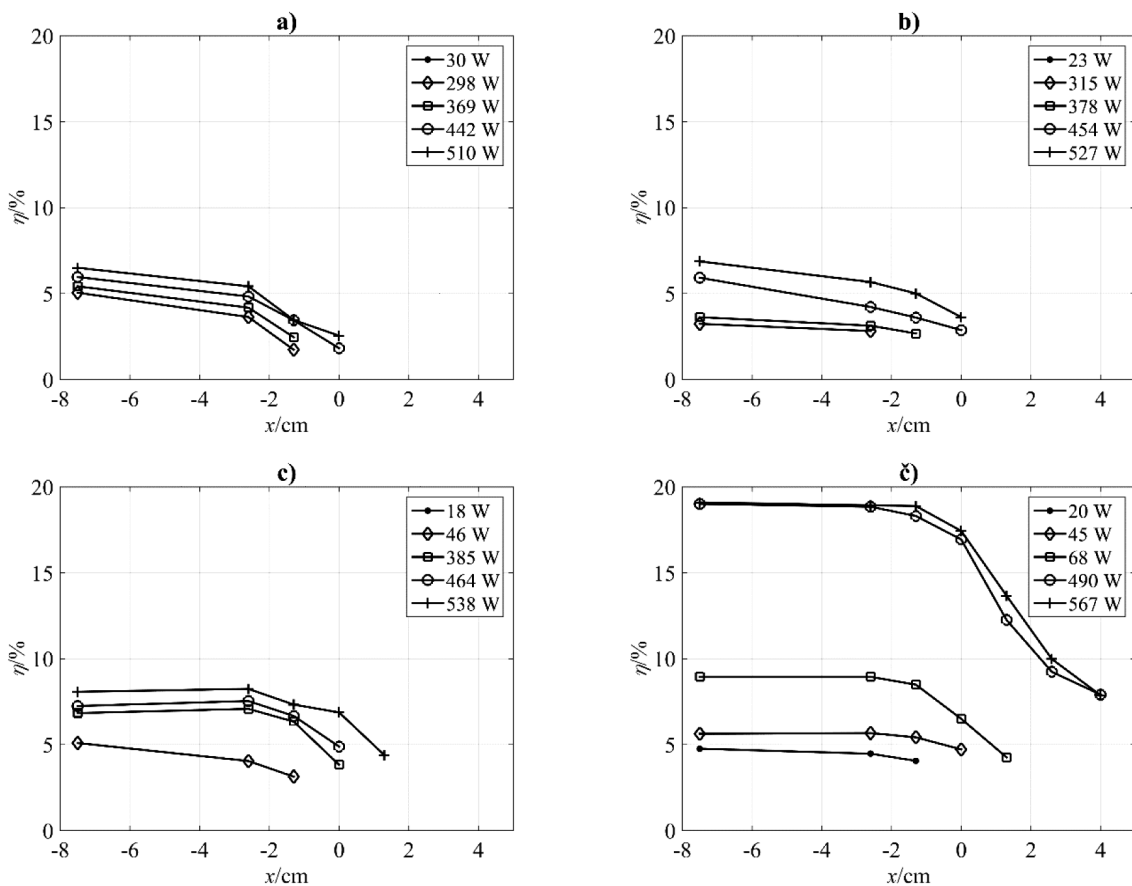 a)
20
15
10
5
0
η/%
-8 -6 -4 -2 0 2 4
x/cm
30 W
298 W
369 W
442 W
510 W
b)
20
15
10
5
0
η/%
-8 -6 -4 -2 0 2 4
x/cm
23 W
315 W
378 W
454 W
527 W
c)
20
15
10
5
0
η/%
-8 -6 -4 -2 0 2 4
x/cm
18 W
46 W
385 W
464 W
538 W
č)
20
15
10
5
0
η/%
-8 -6 -4 -2 0 2 4
x/cm
20 W
45 W
68 W
490 W
567 W